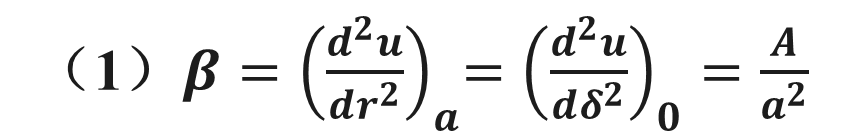 （1）β = (d²u/dr²)ₐ = (d²u/dδ²)₀ = A/a²